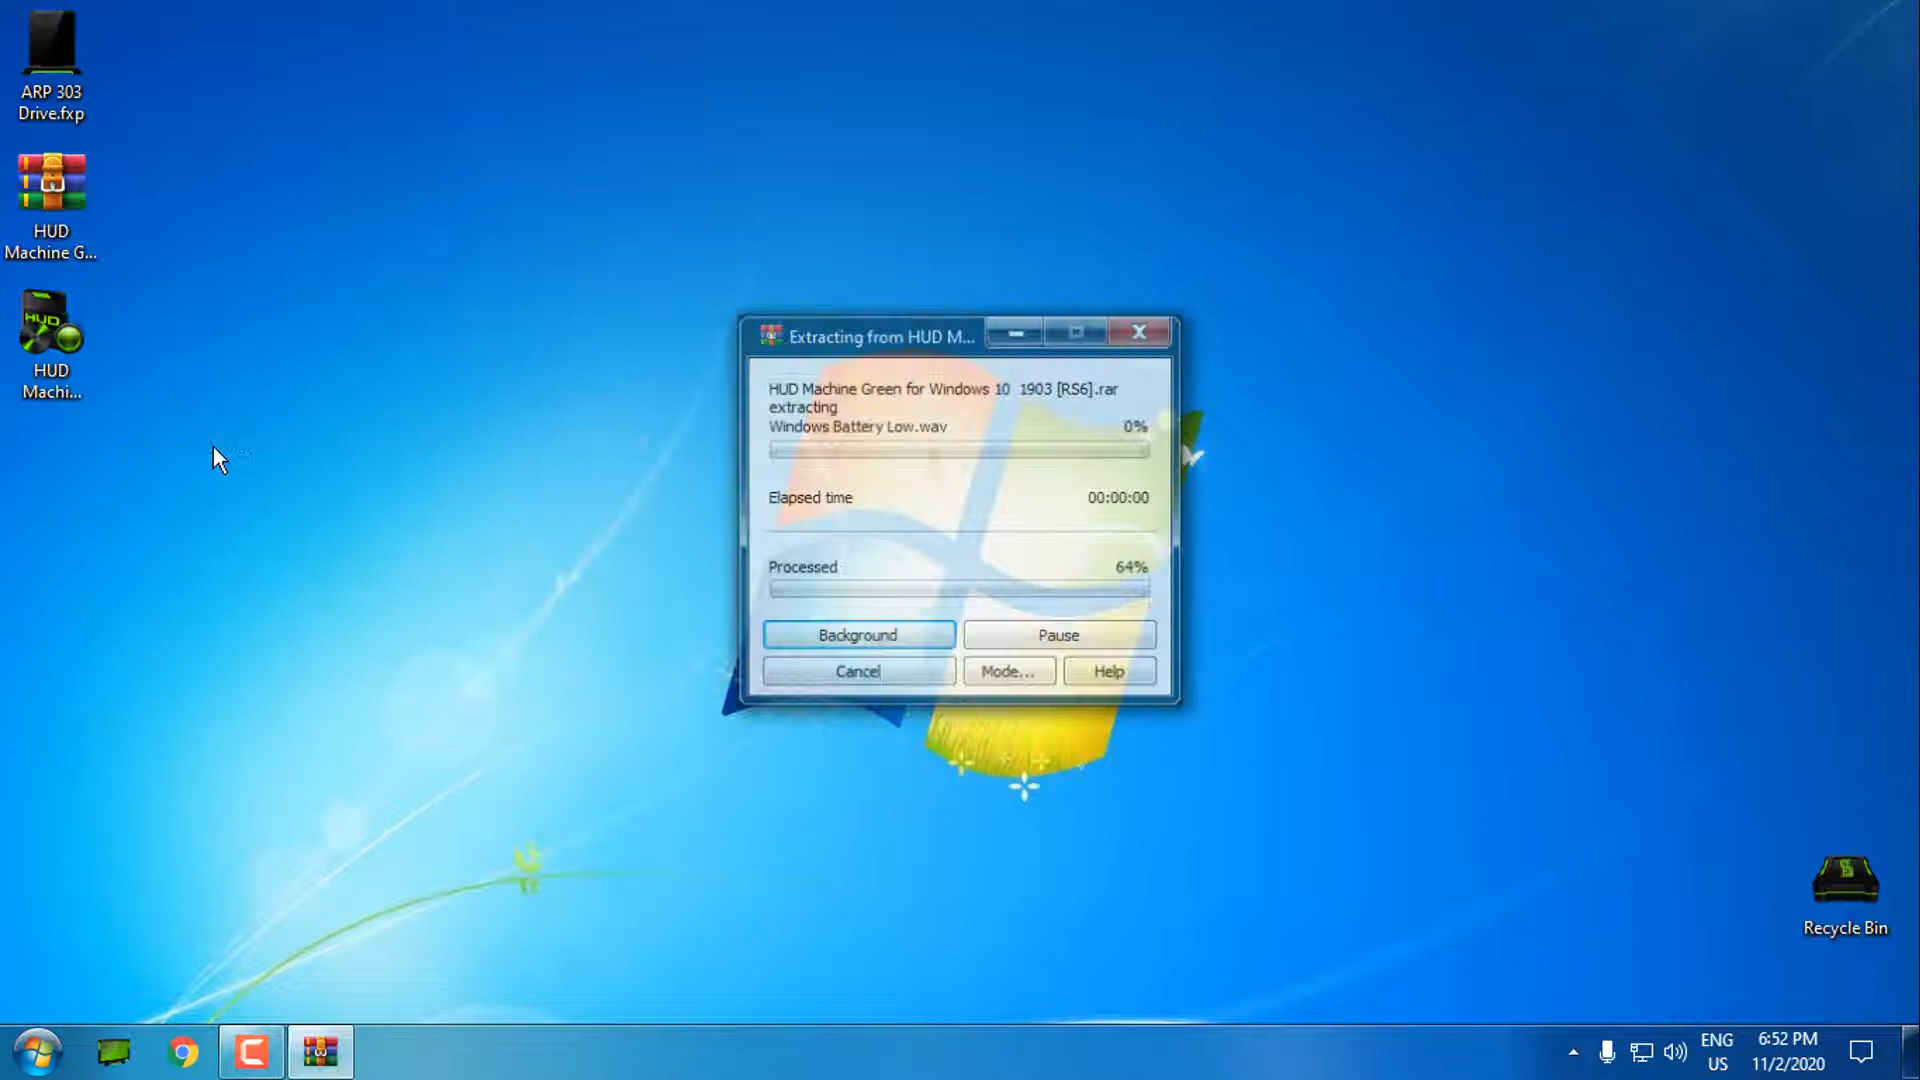 ARP 303
Drive.fxp
HUD
Machine G...
HUD
HUD
Machi...
Extracting from HUD M...
HUD Machine Green for Windows 10  1903 [RS6].rar
extracting
Windows Battery Low.wav 0%
Elapsed time 00:00:00
Processed 64%
Background Pause
Cancel Mode... Help
Recycle Bin
ENG
US
6:52 PM
11/2/2020